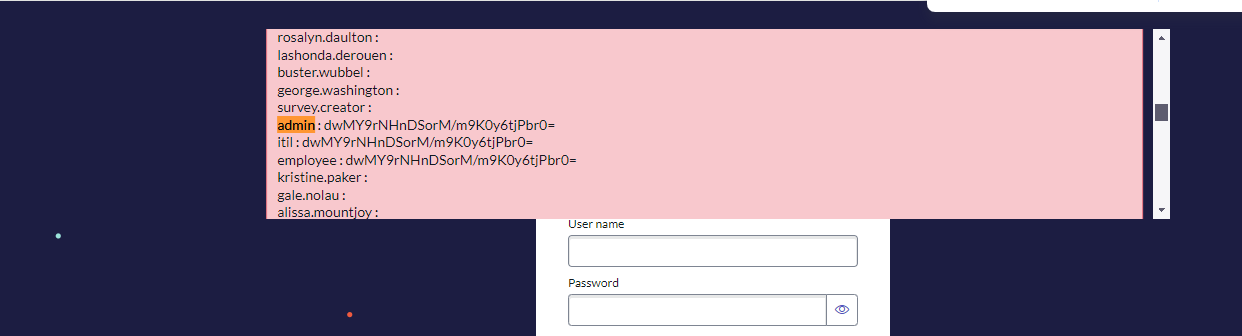 rosalyn.daulton :
lashonda.derouen :
buster.wubbel :
george.washington :
survey.creator :
admin : dwMY9rNHnDSorM/m9K0y6tjPbr0=
itil : dwMY9rNHnDSorM/m9K0y6tjPbr0=
employee : dwMY9rNHnDSorM/m9K0y6tjPbr0=
kristine.paker :
gale.nolau :
alissa.mountjoy :
User name
Password